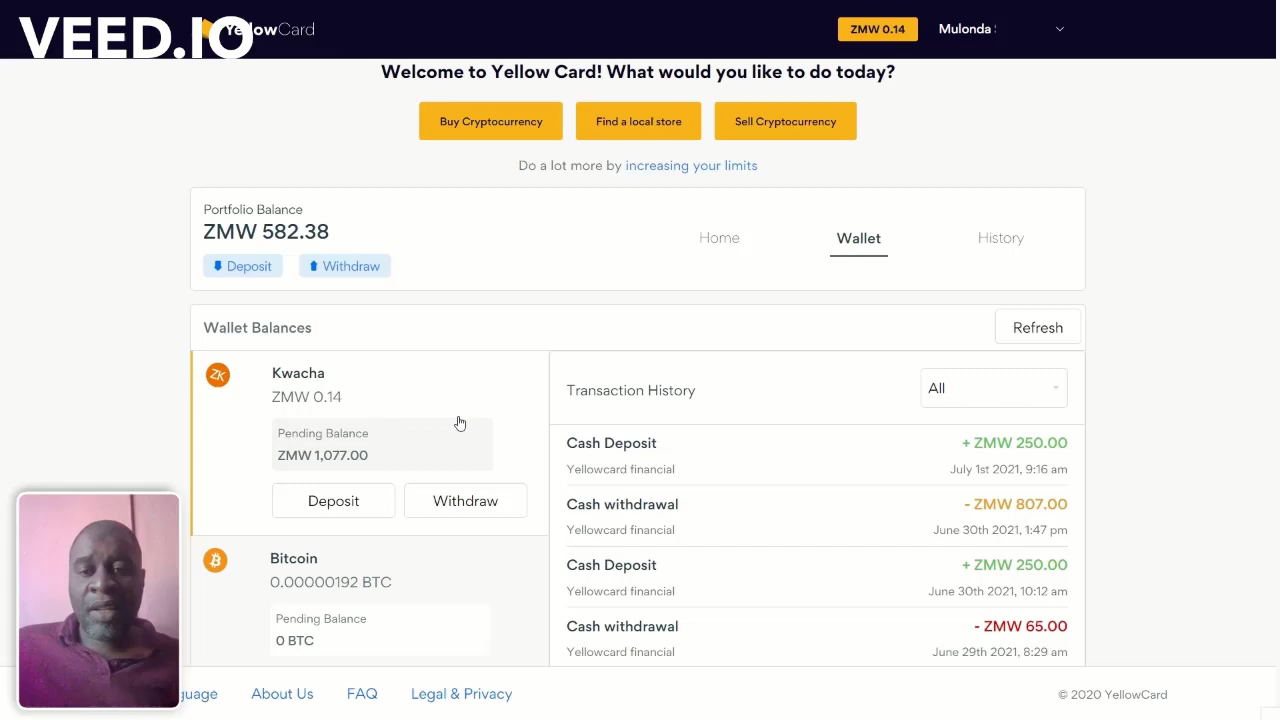 VEED.IO
YellowCard
ZMW 0.14
Mulonda
Welcome to Yellow Card! What would you like to do today?
Buy Cryptocurrency
Find a local store
Sell Cryptocurrency
Do a lot more by increasing your limits
Portfolio Balance
ZMW 582.38
Deposit
Withdraw
Home
Wallet
History
Wallet Balances
Refresh
Kwacha
ZMW 0.14
Pending Balance
ZMW 1,077.00
Deposit
Withdraw
Bitcoin
0.00000192 BTC
Pending Balance
0 BTC
Transaction History
All
Cash Deposit
+ ZMW 250.00
Yellowcard financial
July 1st 2021, 9:16 am
Cash withdrawal
- ZMW 807.00
Yellowcard financial
June 30th 2021, 1:47 pm
Cash Deposit
+ ZMW 250.00
Yellowcard financial
June 30th 2021, 10:12 am
Cash withdrawal
- ZMW 65.00
Yellowcard financial
June 29th 2021, 8:29 am
guage
About Us
FAQ
Legal & Privacy
© 2020 YellowCard